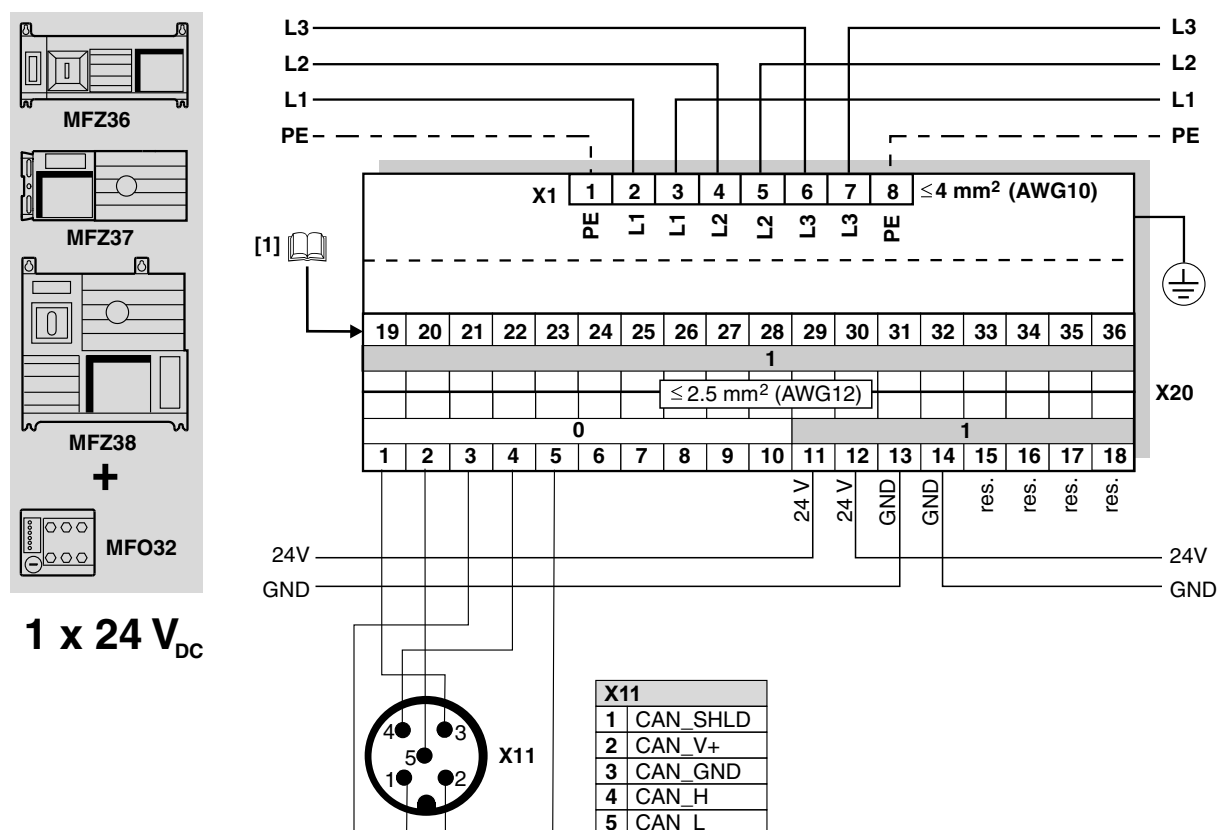 MFZ36
MFZ37
MFZ38
+
MFO32
1 x 24 VDC
L3 L3
L2 L2
L1 L1
PE PE
X1 1 2 3 4 5 6 7 8 ≤4 mm² (AWG10)
PE L1 L1 L2 L2 L3 L3 PE
[1]
19 20 21 22 23 24 25 26 27 28 29 30 31 32 33 34 35 36
1
≤ 2.5 mm² (AWG12)
X20
0 1
1 2 3 4 5 6 7 8 9 10 11 12 13 14 15 16 17 18
24 V 24 V GND GND res. res. res. res.
24V 24V
GND GND
4 3
5
1 2
X11
X11
1 CAN_SHLD
2 CAN_V+
3 CAN_GND
4 CAN_H
5 CAN_L